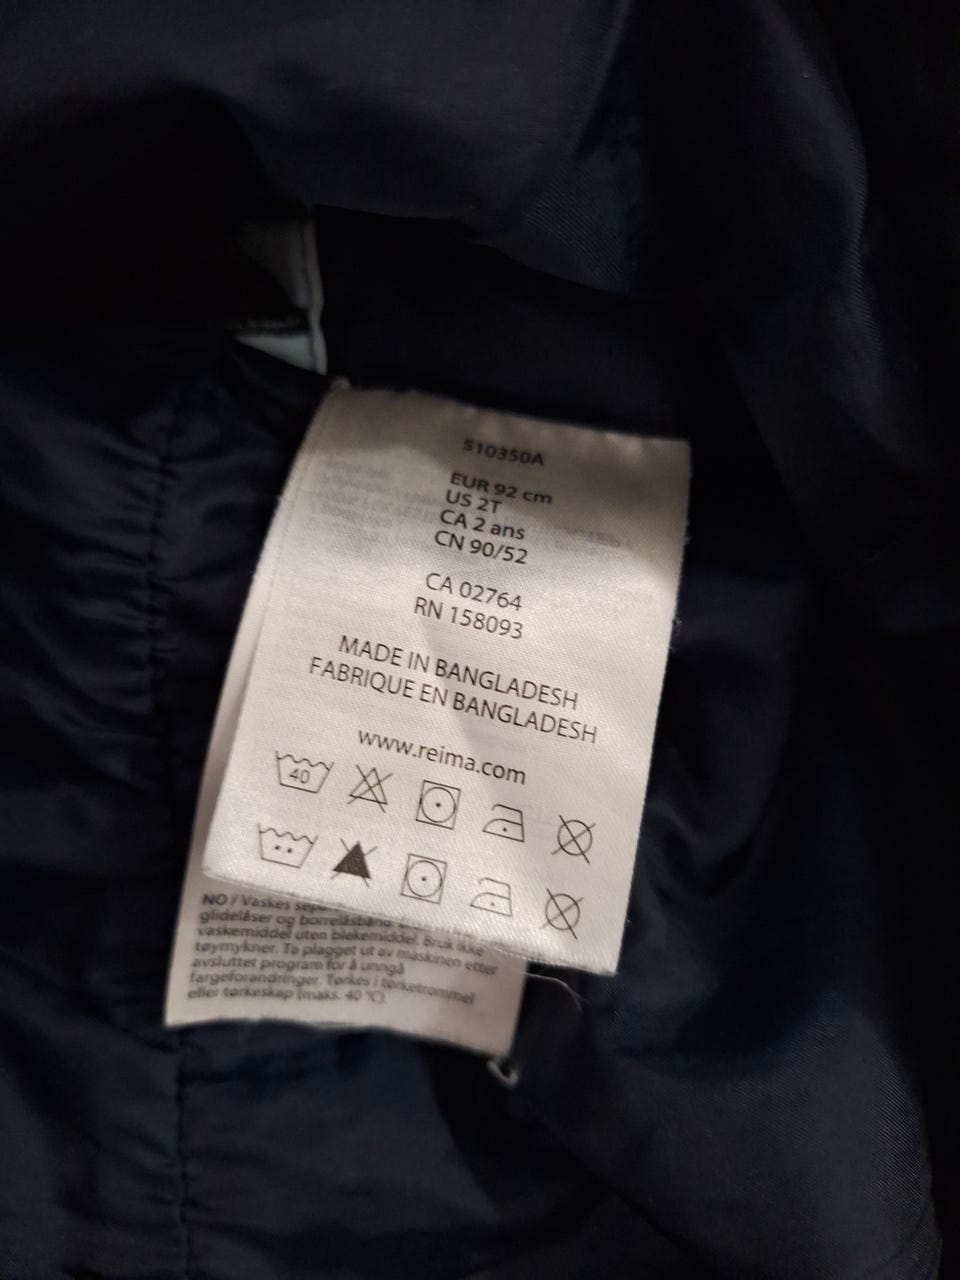 510350A
EUR 92 cm
US 2T
CA 2 ans
CN 90/52
CA 02764
RN 158093
MADE IN BANGLADESH
FABRIQUE EN BANGLADESH
www.reima.com
40
NO / Vaskes
glidelåser og borrelåsbånd.
vaskemiddel uten blekemiddel. Bruk ikke
tøymykner. Ta plagget ut av maskinen etter
avsluttet program for å unngå
fargeforandringer. Tørkes i tørketrommel
eller tørkeskap (maks. 40 °C).